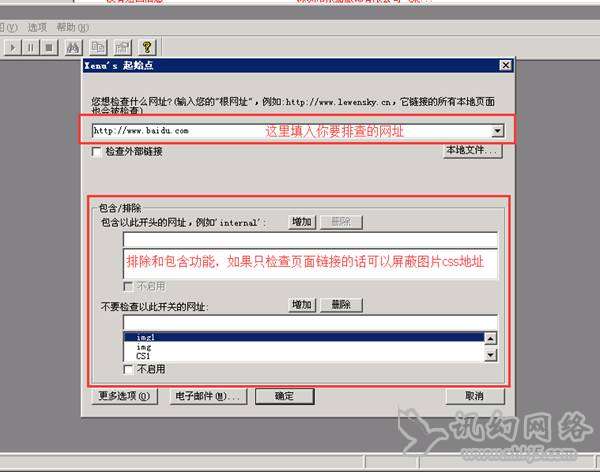 图(V) 选项 帮助(H)
Xenu's 起始点
您想检查什么网址?(输入您的"根网址",例如:http://www.lewensky.cn,它链接的所有本地页面
也会被检查)
http://www.baidu.com
这里填入你要排查的网址
检查外部链接
本地文件...
包含/排除
包含以此开头的网址,例如'internal':
增加
删除
排除和包含功能,如果只检查页面链接的话可以屏蔽图片css地址
不启用
不要检查以此开关的网址:
增加
删除
img1
img
CS1
不启用
更多选项(O)
电子邮件(M)...
确定
取消
讯幻网络